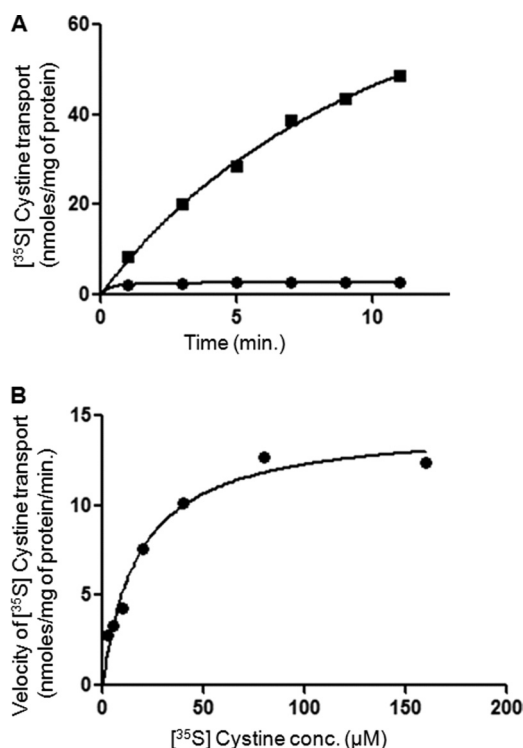 A
[³⁵S] Cystine transport
(nmoles/mg of protein)
60
40
20
0
0 5 10
Time (min.)
B
Velocity of [³⁵S] Cystine transport
(nmoles/mg of protein/min.)
15
10
5
0
0 50 100 150 200
[³⁵S] Cystine conc. (µM)